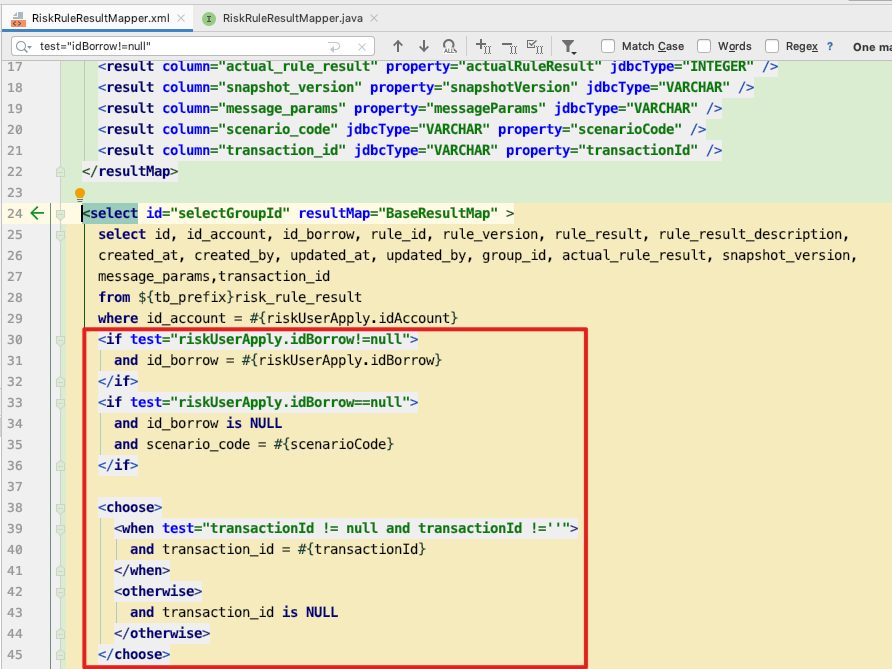 RiskRuleResultMapper.xml RiskRuleResultMapper.java
test="idBorrow!=null" Match Case Words Regex ? One ma
17 <result column="actual_rule_result" property="actualRuleResult" jdbcType="INTEGER" />
18 <result column="snapshot_version" property="snapshotVersion" jdbcType="VARCHAR" />
19 <result column="message_params" property="messageParams" jdbcType="VARCHAR" />
20 <result column="scenario_code" jdbcType="VARCHAR" property="scenarioCode" />
21 <result column="transaction_id" jdbcType="VARCHAR" property="transactionId" />
22 </resultMap>
23
24 <select id="selectGroupId" resultMap="BaseResultMap" >
25 select id, id_account, id_borrow, rule_id, rule_version, rule_result, rule_result_description,
26 created_at, created_by, updated_at, updated_by, group_id, actual_rule_result, snapshot_version,
27 message_params,transaction_id
28 from ${tb_prefix}risk_rule_result
29 where id_account = #{riskUserApply.idAccount}
30 <if test="riskUserApply.idBorrow!=null">
31 and id_borrow = #{riskUserApply.idBorrow}
32 </if>
33 <if test="riskUserApply.idBorrow==null">
34 and id_borrow is NULL
35 and scenario_code = #{scenarioCode}
36 </if>
37
38 <choose>
39 <when test="transactionId != null and transactionId !=''">
40 and transaction_id = #{transactionId}
41 </when>
42 <otherwise>
43 and transaction_id is NULL
44 </otherwise>
45 </choose>